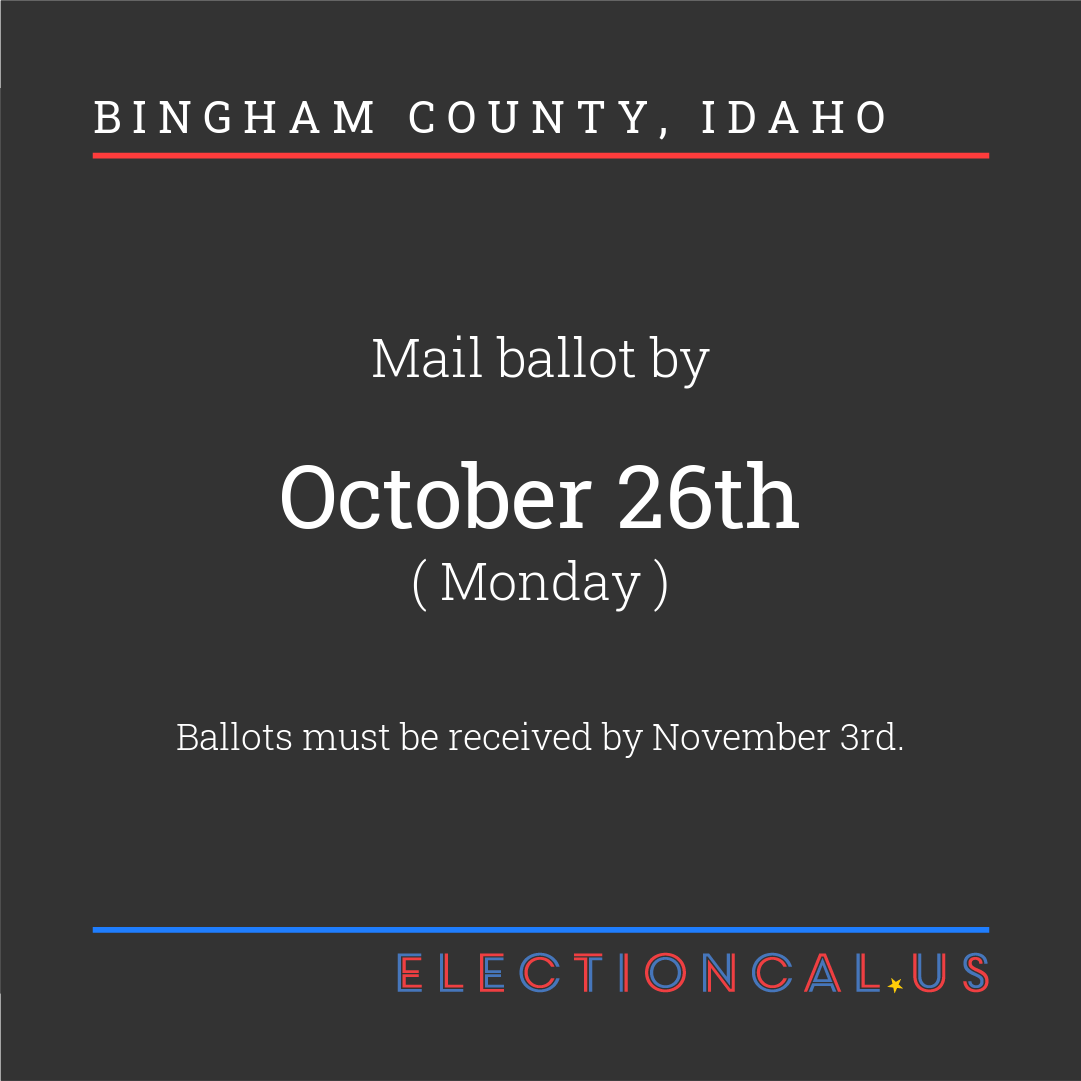 BINGHAM COUNTY, IDAHO
Mail ballot by
October 26th
( Monday )
Ballots must be received by November 3rd.
ELECTIONCAL.US